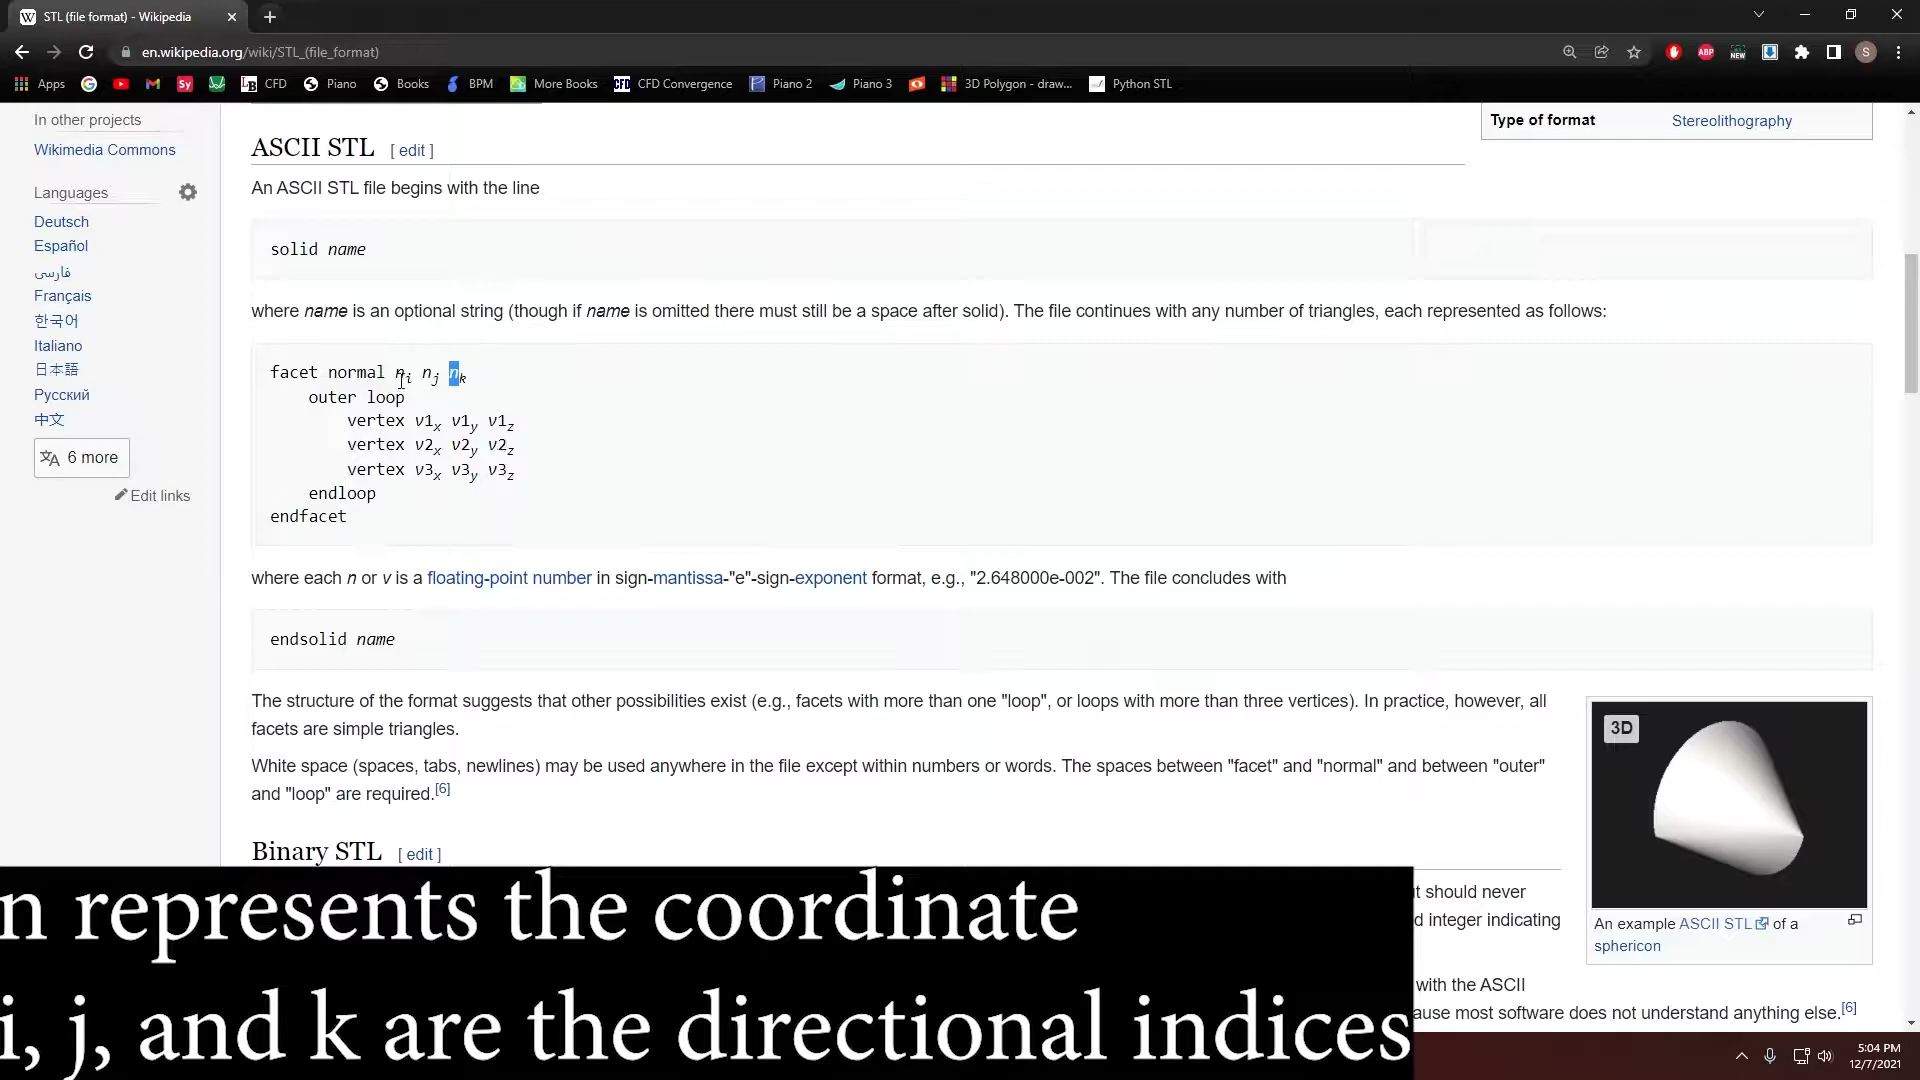 STL (file format) - Wikipedia
en.wikipedia.org/wiki/STL_(file_format)
ABP
NEW
S
Apps
Sy
LB CFD
Piano
Books
BPM
More Books
CFD CFD Convergence
Piano 2
Piano 3
3D Polygon - draw...
Python STL
In other projects
Wikimedia Commons
Languages
Deutsch
Español
فارسی
Français
한국어
Italiano
日本語
Русский
中文
6 more
Edit links
Type of format Stereolithography
ASCII STL [ edit ]
An ASCII STL file begins with the line
solid name
where name is an optional string (though if name is omitted there must still be a space after solid). The file continues with any number of triangles, each represented as follows:
facet normal ni nj nk
outer loop
vertex v1x v1y v1z
vertex v2x v2y v2z
vertex v3x v3y v3z
endloop
endfacet
where each n or v is a floating-point number in sign-mantissa-"e"-sign-exponent format, e.g., "2.648000e-002". The file concludes with
endsolid name
The structure of the format suggests that other possibilities exist (e.g., facets with more than one "loop", or loops with more than three vertices). In practice, however, all
facets are simple triangles.
White space (spaces, tabs, newlines) may be used anywhere in the file except within numbers or words. The spaces between "facet" and "normal" and between "outer"
and "loop" are required.[6]
3D
An example ASCII STL of a
sphericon
Binary STL [ edit ]
should never
integer indicating
with the ASCII
most software does not understand anything else.[6]
n represents the coordinate
i, j, and k are the directional indices
5:04 PM
12/7/2021